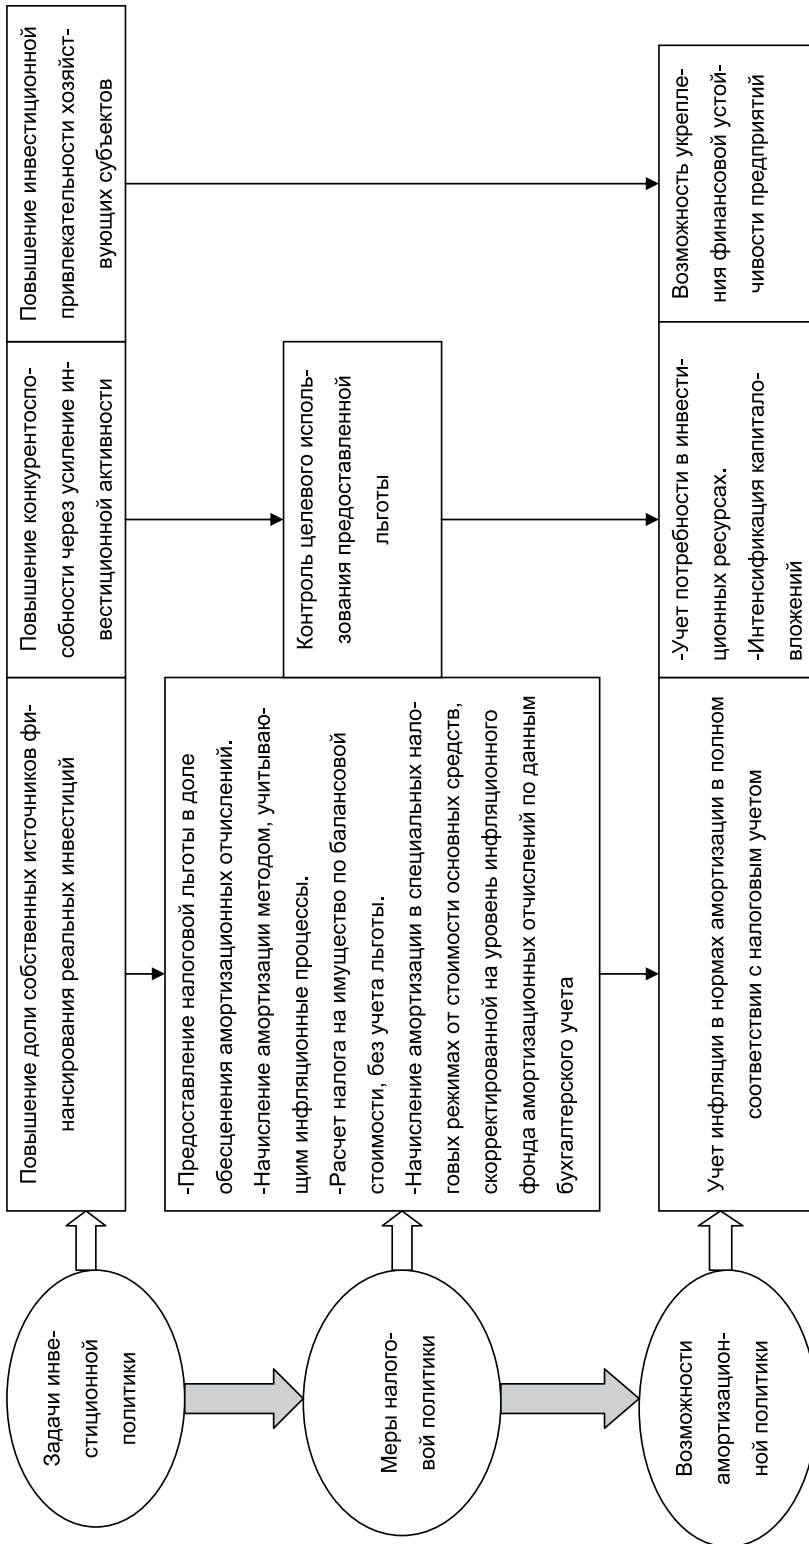 Задачи инве-
стиционной
политики
Повышение доли собственных источников фи-
нансирования реальных инвестиций
Повышение конкурентоспо-
собности через усиление ин-
вестиционной активности
Повышение инвестиционной
привлекательности хозяйст-
вующих субъектов
Меры налого-
вой политики
-Предоставление налоговой льготы в доле
обесценения амортизационных отчислений.
-Начисление амортизации методом, учитываю-
щим инфляционные процессы.
-Расчет налога на имущество по балансовой
стоимости, без учета льготы.
-Начисление амортизации в специальных нало-
говых режимах от стоимости основных средств,
скорректированной на уровень инфляционного
фонда амортизационных отчислений по данным
бухгалтерского учета
Контроль целевого исполь-
зования предоставленной
льготы
Возможности
амортизацион-
ной политики
Учет инфляции в нормах амортизации в полном
соответствии с налоговым учетом
-Учет потребности в инвести-
ционных ресурсах.
-Интенсификация капитало-
вложений
Возможность укрепле-
ния финансовой устой-
чивости предприятий